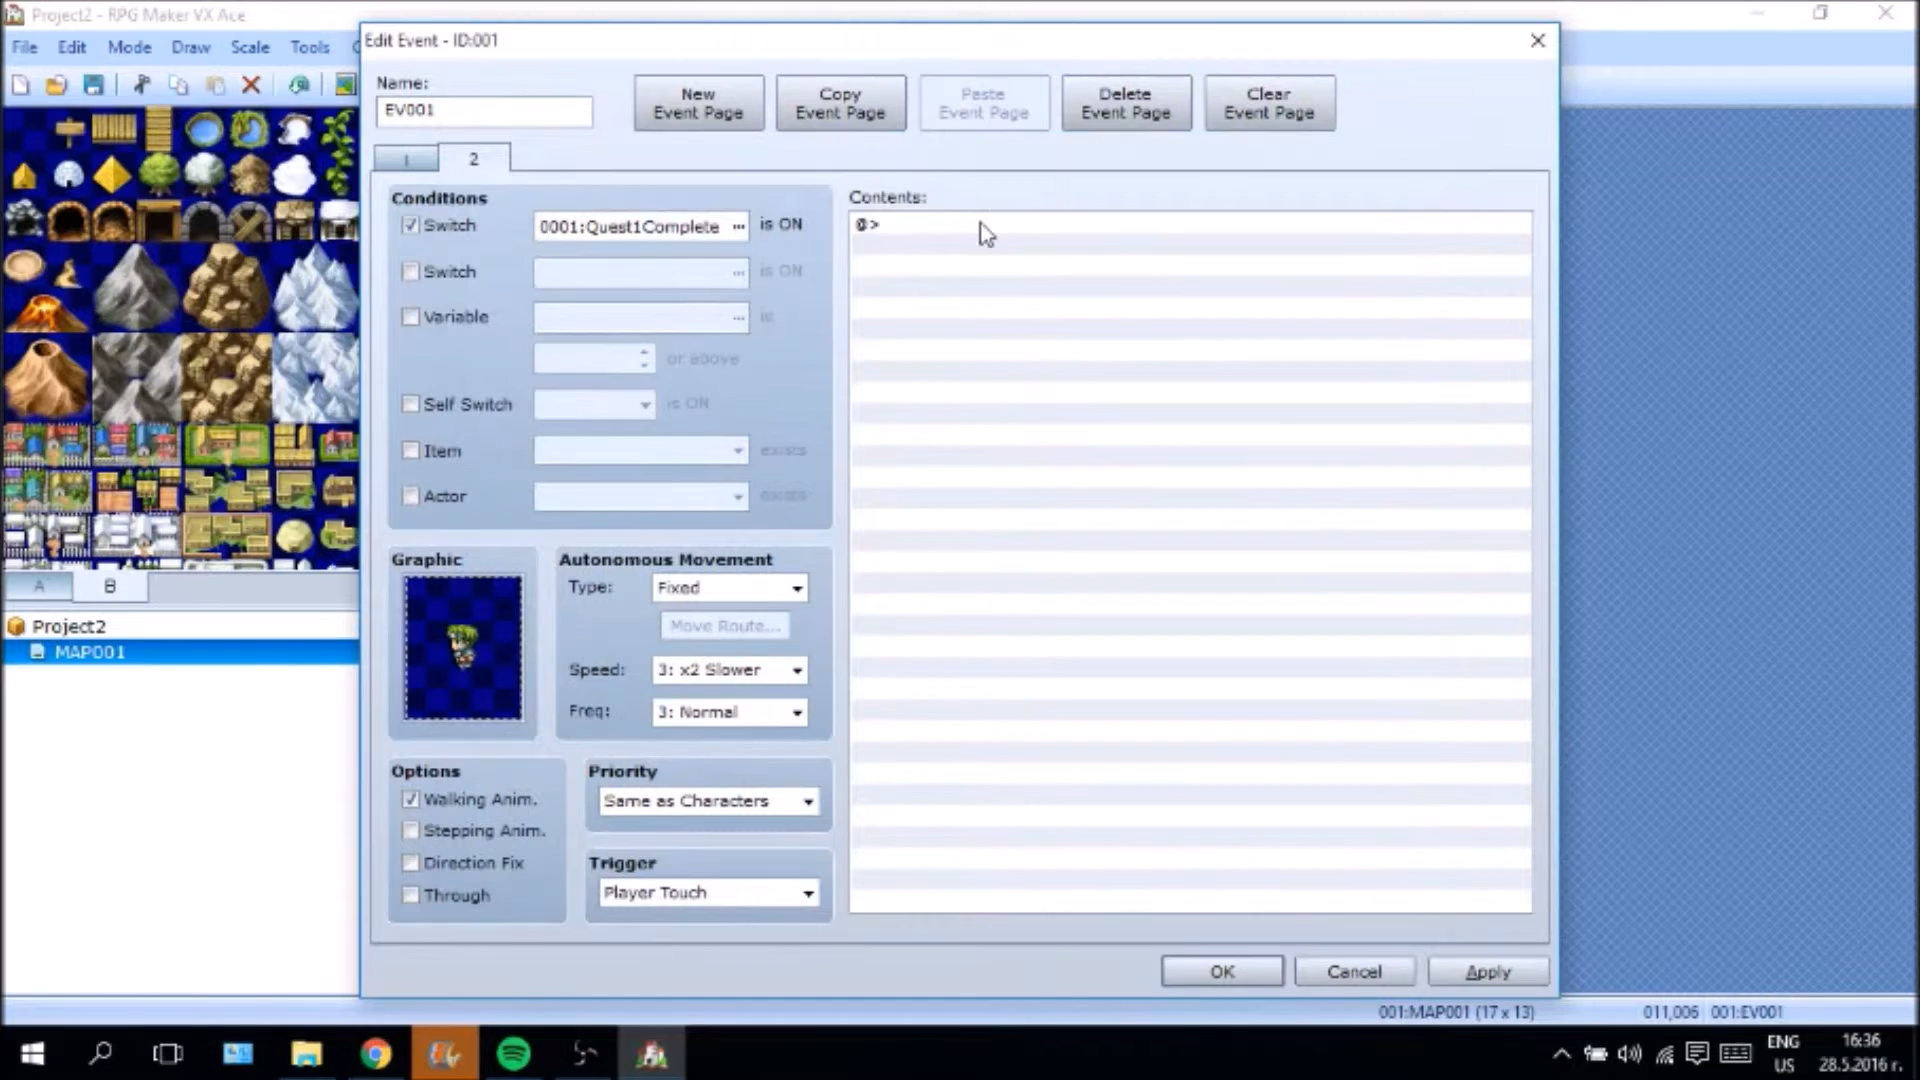 Project2 - RPG Maker VX Ace
File Edit Mode Draw Scale Tools
Edit Event - ID:001
Name:
EV001
New Event Page
Copy Event Page
Paste Event Page
Delete Event Page
Clear Event Page
1 2
Conditions
Switch 0001:Quest1Complete ... is ON
Switch ... is ON
Variable ... is
or above
Self Switch is ON
Item exists
Actor exists
Contents:
@>
Graphic
Autonomous Movement
Type: Fixed
Move Route...
Speed: 3: x2 Slower
Freq: 3: Normal
Options
Walking Anim.
Stepping Anim.
Direction Fix
Through
Priority
Same as Characters
Trigger
Player Touch
OK Cancel Apply
A B
Project2
MAP001
001:MAP001 (17 x 13) 011,006 001:EV001
ENG
US
16:36
28.5.2016 г.